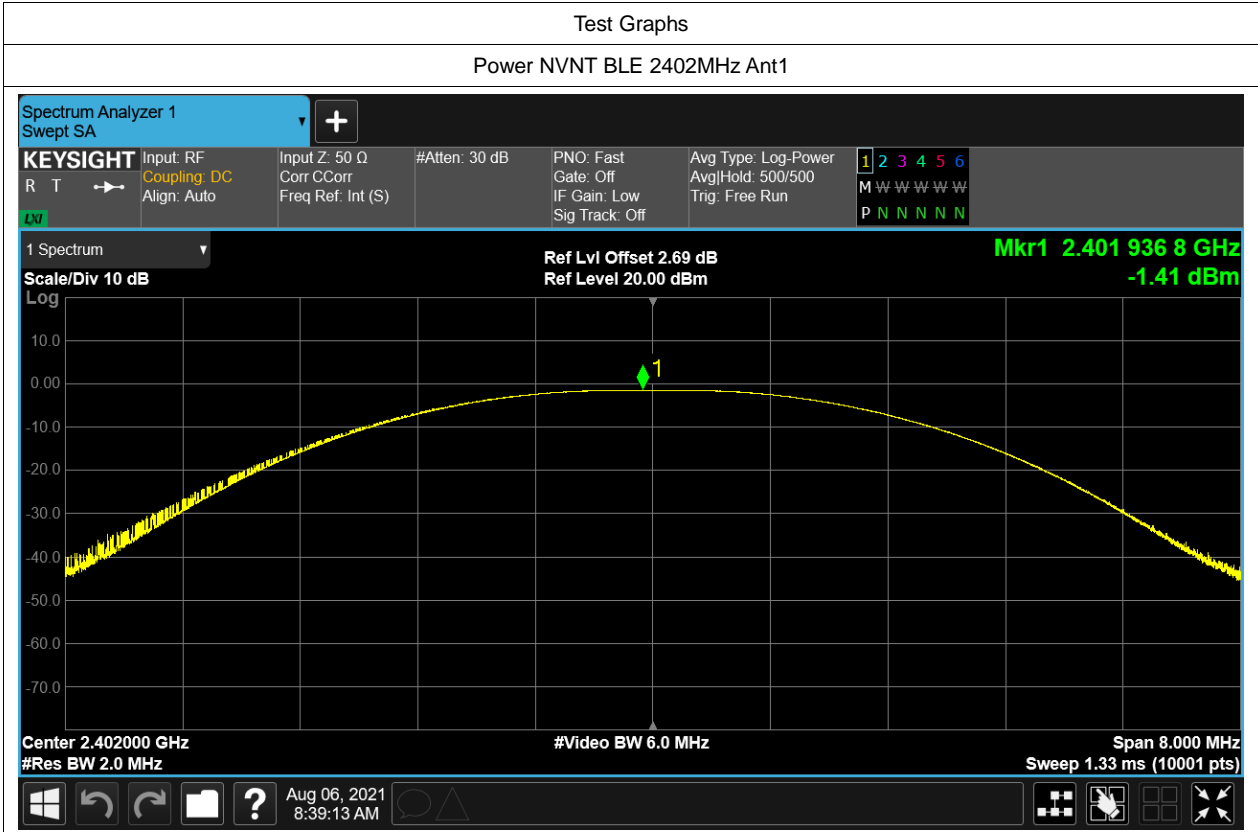 Test Graphs
Power NVNT BLE 2402MHz Ant1
Spectrum Analyzer 1
Swept SA
KEYSIGHT
R T
LXI
Input: RF
Coupling: DC
Align: Auto
Input Z: 50 Ω
Corr CCorr
Freq Ref: Int (S)
#Atten: 30 dB
PNO: Fast
Gate: Off
IF Gain: Low
Sig Track: Off
Avg Type: Log-Power
Avg|Hold: 500/500
Trig: Free Run
1 2 3 4 5 6
M W W W W W
P N N N N N
1 Spectrum
Scale/Div 10 dB
Ref Lvl Offset 2.69 dB
Ref Level 20.00 dBm
Mkr1 2.401 936 8 GHz
-1.41 dBm
Log
10.0
0.00
-10.0
-20.0
-30.0
-40.0
-50.0
-60.0
-70.0
1
Center 2.402000 GHz
#Res BW 2.0 MHz
#Video BW 6.0 MHz
Span 8.000 MHz
Sweep 1.33 ms (10001 pts)
?
Aug 06, 2021
8:39:13 AM